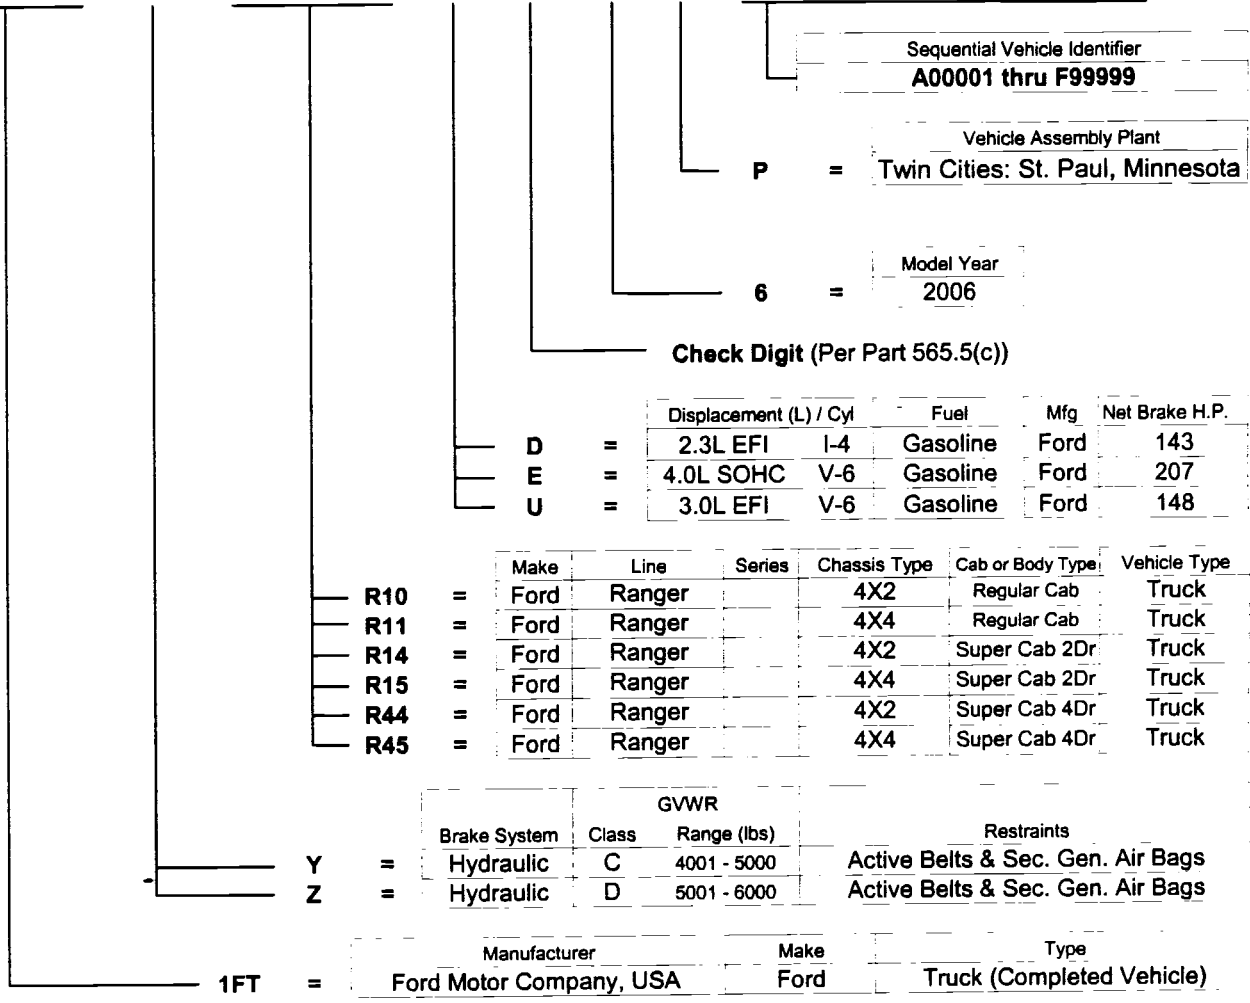 Sequential Vehicle Identifier
A00001 thru F99999
Vehicle Assembly Plant
P = Twin Cities: St. Paul, Minnesota
Model Year
6 = 2006
Check Digit (Per Part 565.5(c))
Displacement (L) / Cyl Fuel Mfg Net Brake H.P.
D = 2.3L EFI I-4 Gasoline Ford 143
E = 4.0L SOHC V-6 Gasoline Ford 207
U = 3.0L EFI V-6 Gasoline Ford 148
Make Line Series Chassis Type Cab or Body Type Vehicle Type
R10 = Ford Ranger 4X2 Regular Cab Truck
R11 = Ford Ranger 4X4 Regular Cab Truck
R14 = Ford Ranger 4X2 Super Cab 2Dr Truck
R15 = Ford Ranger 4X4 Super Cab 2Dr Truck
R44 = Ford Ranger 4X2 Super Cab 4Dr Truck
R45 = Ford Ranger 4X4 Super Cab 4Dr Truck
GVWR
Brake System Class Range (lbs) Restraints
Y = Hydraulic C 4001 - 5000 Active Belts & Sec. Gen. Air Bags
Z = Hydraulic D 5001 - 6000 Active Belts & Sec. Gen. Air Bags
Manufacturer Make Type
1FT = Ford Motor Company, USA Ford Truck (Completed Vehicle)